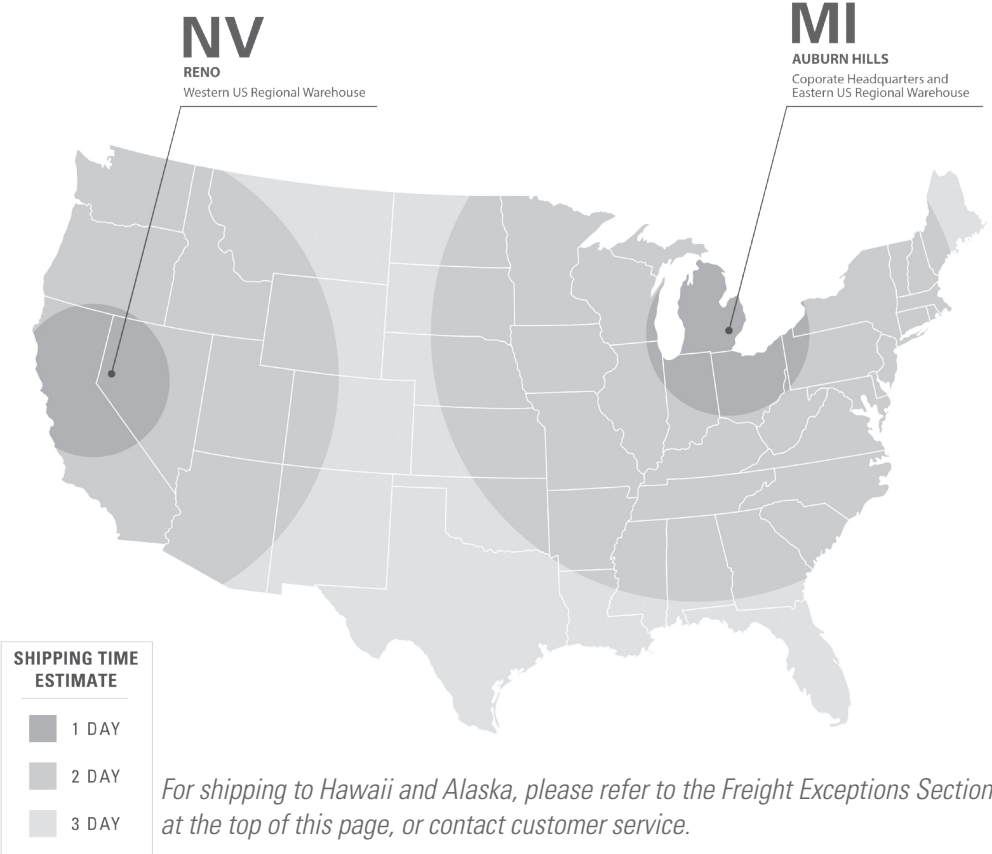 NV
RENO
Western US Regional Warehouse
MI
AUBURN HILLS
Coporate Headquarters and
Eastern US Regional Warehouse
SHIPPING TIME
ESTIMATE
1 DAY
2 DAY
3 DAY
For shipping to Hawaii and Alaska, please refer to the Freight Exceptions Section
at the top of this page, or contact customer service.